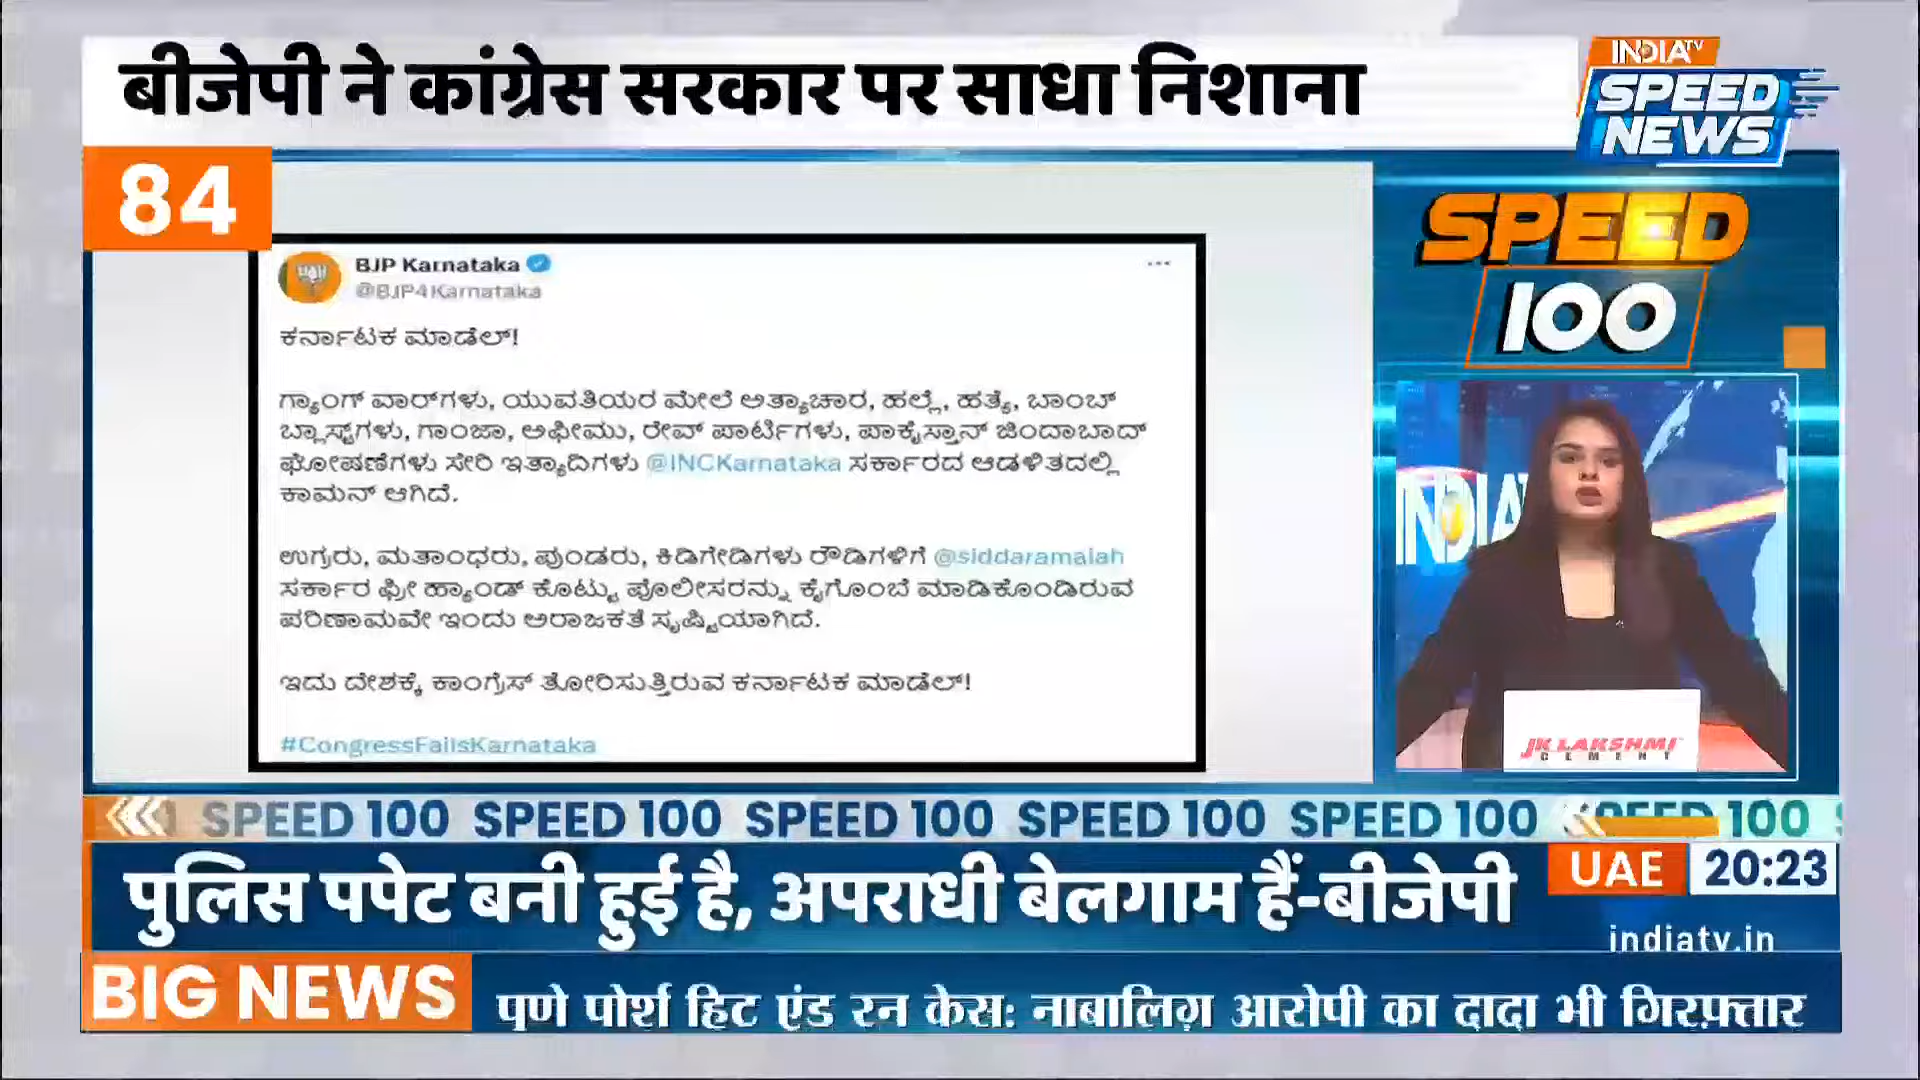 बीजेपी ने कांग्रेस सरकार पर साधा निशाना
INDIA TV
SPEED
NEWS
84
SPEED
100
BJP Karnataka
@BJP4Karnataka
ಕರ್ನಾಟಕ ಮಾಡೆಲ್!
ಗ್ಯಾಂಗ್ ವಾರ್‌ಗಳು, ಯುವತಿಯರ ಮೇಲೆ ಅತ್ಯಾಚಾರ, ಹಲ್ಲೆ, ಹತ್ಯೆ, ಬಾಂಬ್
ಬ್ಲಾಸ್ಟ್‌ಗಳು, ಗಾಂಜಾ, ಅಫೀಮು, ರೇವ್ ಪಾರ್ಟಿಗಳು, ಪಾಕಿಸ್ತಾನ್ ಜಿಂದಾಬಾದ್
ಘೋಷಣೆಗಳು ಸೇರಿ ಇತ್ಯಾದಿಗಳು @INCKarnataka ಸರ್ಕಾರದ ಆಡಳಿತದಲ್ಲಿ
ಕಾಮನ್ ಆಗಿದೆ.
ಉಗ್ರರು, ಮತಾಂಧರು, ಪುಂಡರು, ಕಿಡಿಗೇಡಿಗಳು ರೌಡಿಗಳಿಗೆ @siddaramaiah
ಸರ್ಕಾರ ಫ್ರೀ ಹ್ಯಾಂಡ್ ಕೊಟ್ಟು ಪೊಲೀಸರನ್ನು ಕೈಗೊಂಬೆ ಮಾಡಿಕೊಂಡಿರುವ
ಪರಿಣಾಮವೇ ಇಂದು ಅರಾಜಕತೆ ಸೃಷ್ಟಿಯಾಗಿದೆ.
ಇದು ದೇಶಕ್ಕೆ ಕಾಂಗ್ರೆಸ್ ತೋರಿಸುತ್ತಿರುವ ಕರ್ನಾಟಕ ಮಾಡೆಲ್!
#CongressFailsKarnataka
JK LAKSHMI
CEMENT
SPEED 100 SPEED 100 SPEED 100 SPEED 100 SPEED 100 100
पुलिस पपेट बनी हुई है, अपराधी बेलगाम हैं-बीजेपी
UAE 20:23
indiatv.in
BIG NEWS
पुणे पोर्श हिट एंड रन केस: नाबालिग़ आरोपी का दादा भी गिरफ़्तार